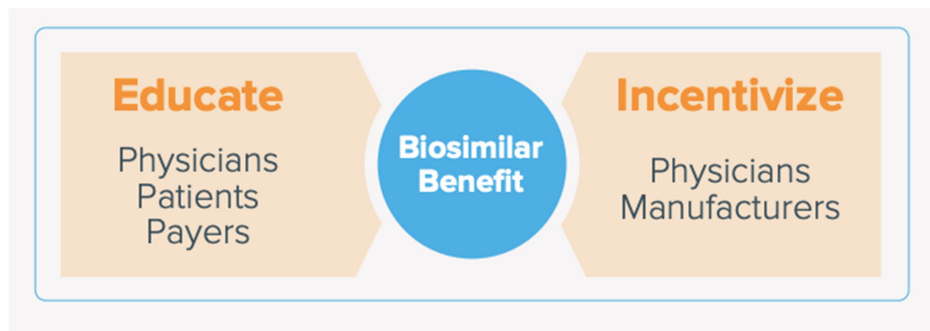 Educate
Physicians
Patients
Payers
Biosimilar
Benefit
Incentivize
Physicians
Manufacturers